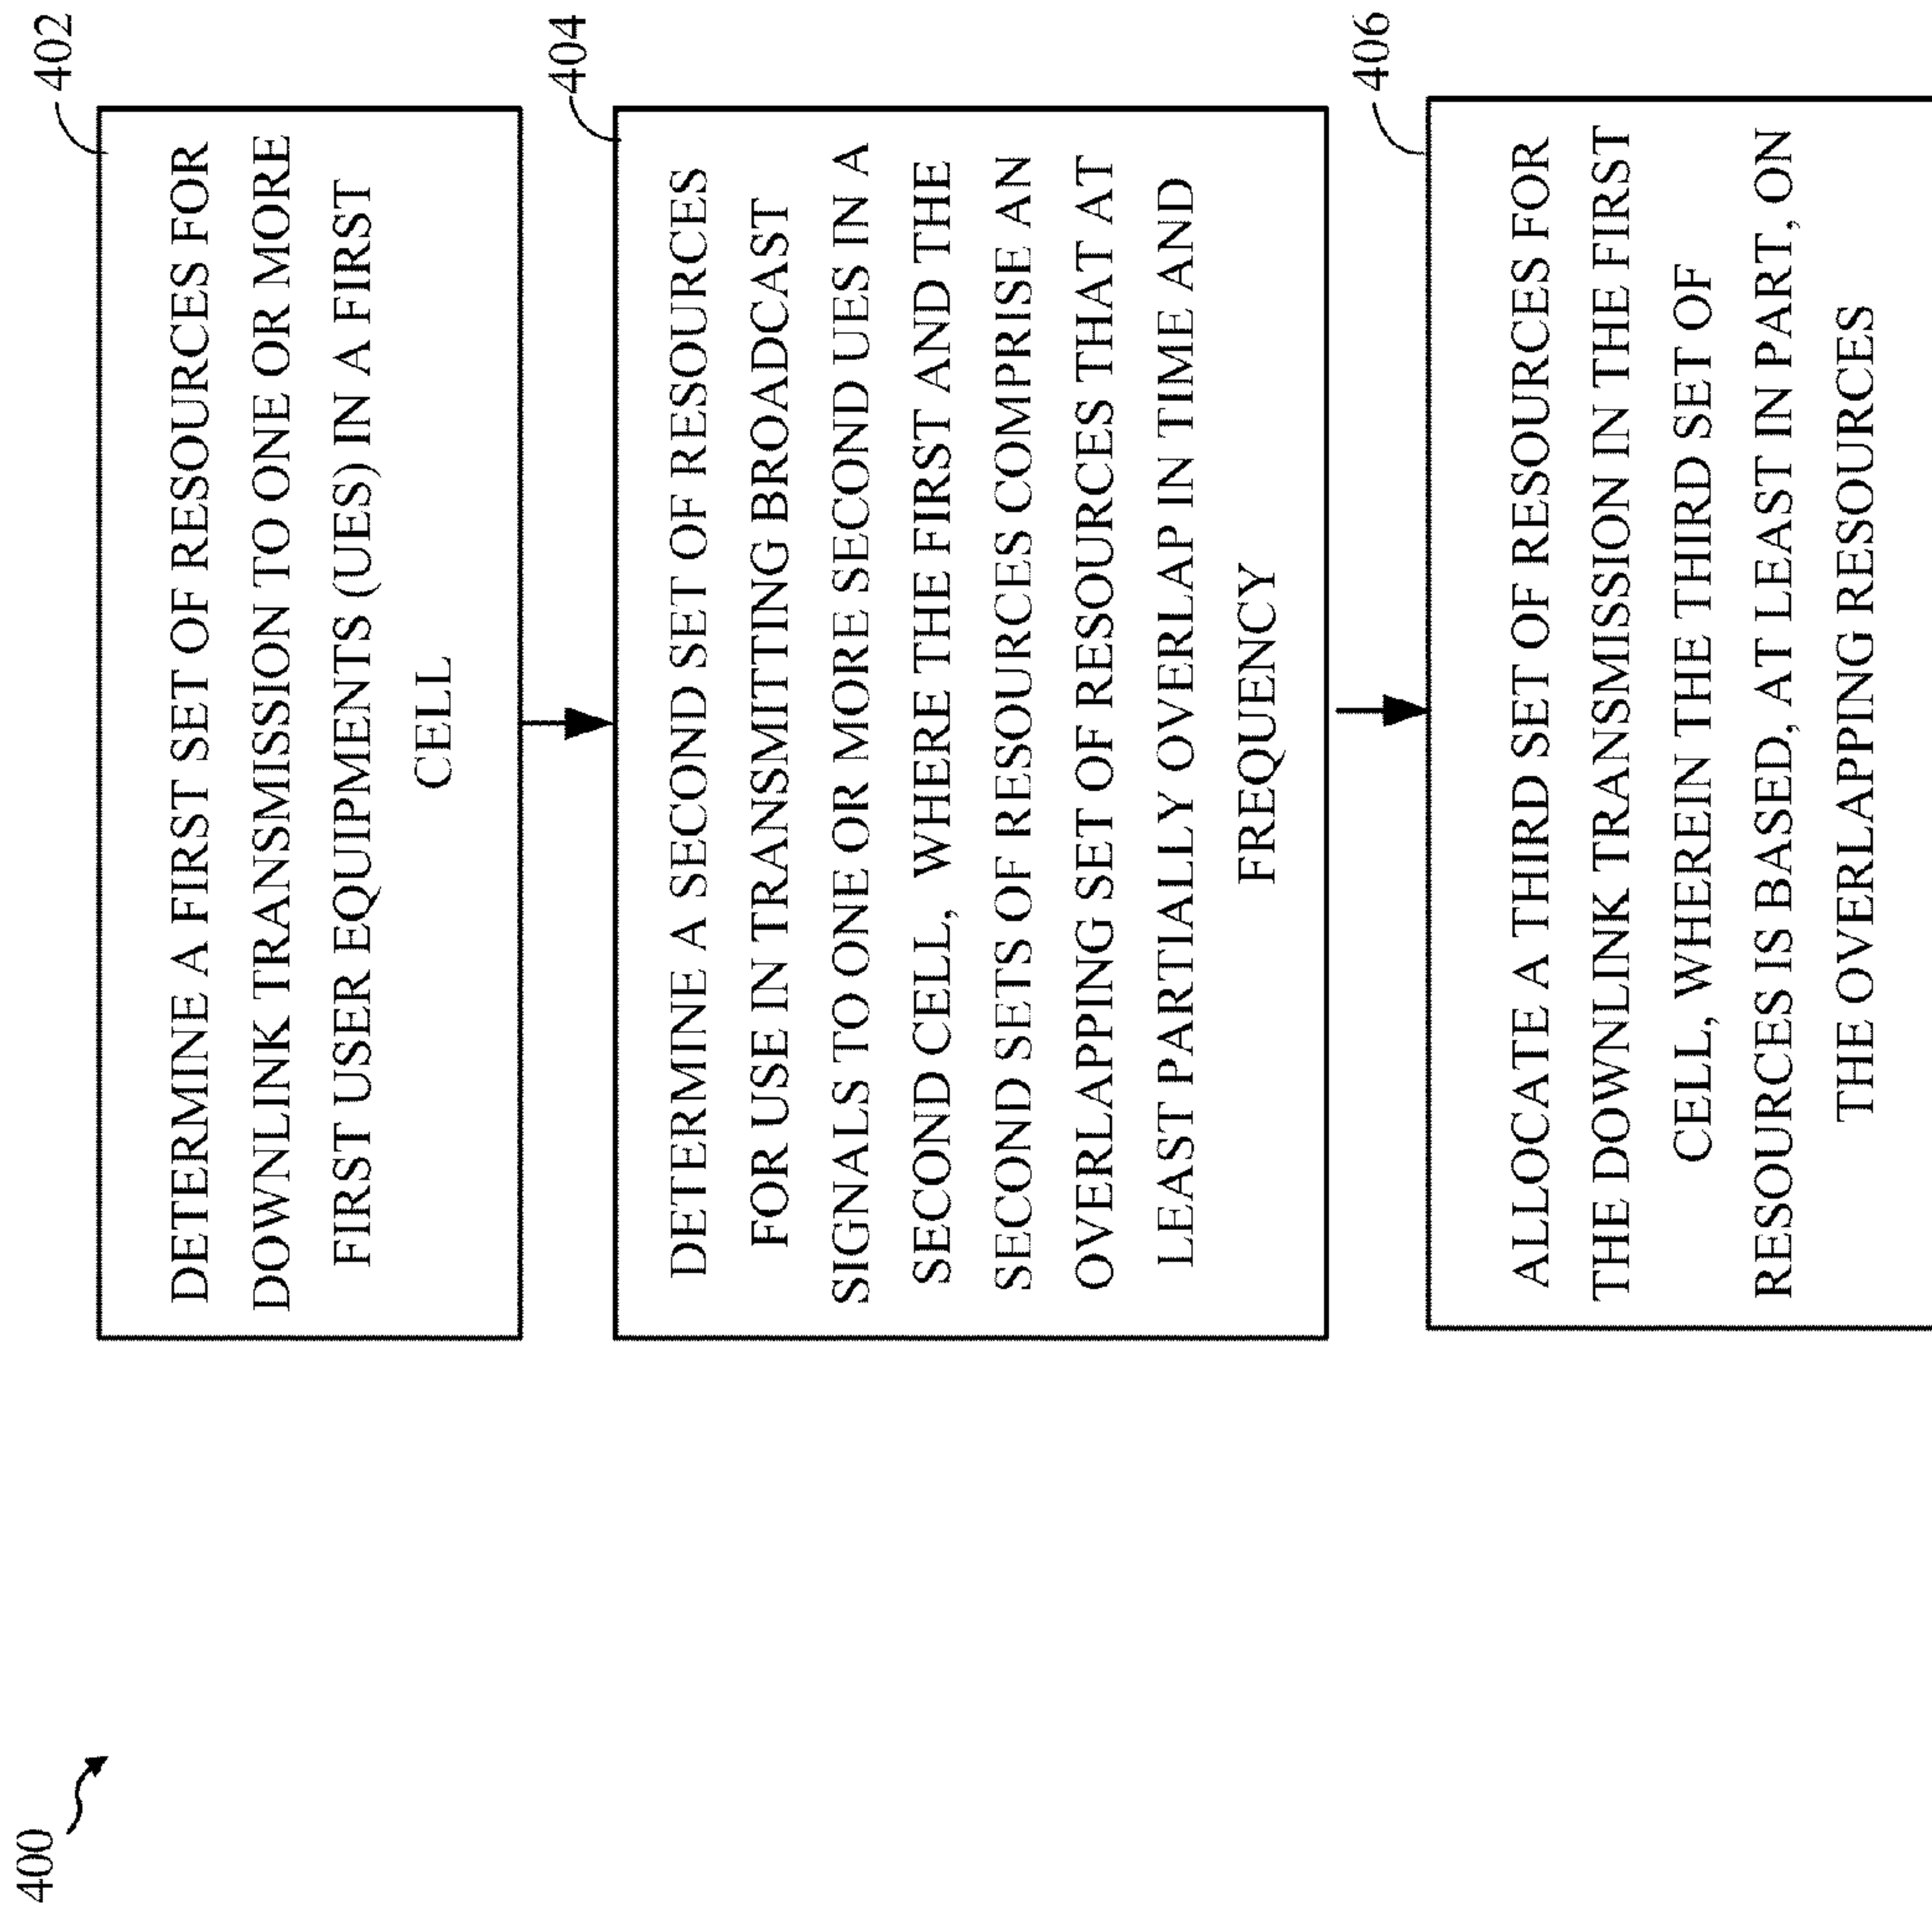 400
402
DETERMINE A FIRST SET OF RESOURCES FOR
DOWNLINK TRANSMISSION TO ONE OR MORE
FIRST USER EQUIPMENTS (UES) IN A FIRST
CELL
404
DETERMINE A SECOND SET OF RESOURCES
FOR USE IN TRANSMITTING BROADCAST
SIGNALS TO ONE OR MORE SECOND UES IN A
SECOND CELL, WHERE THE FIRST AND THE
SECOND SETS OF RESOURCES COMPRISE AN
OVERLAPPING SET OF RESOURCES THAT AT
LEAST PARTIALLY OVERLAP IN TIME AND
FREQUENCY
406
ALLOCATE A THIRD SET OF RESOURCES FOR
THE DOWNLINK TRANSMISSION IN THE FIRST
CELL, WHEREIN THE THIRD SET OF
RESOURCES IS BASED, AT LEAST IN PART, ON
THE OVERLAPPING RESOURCES